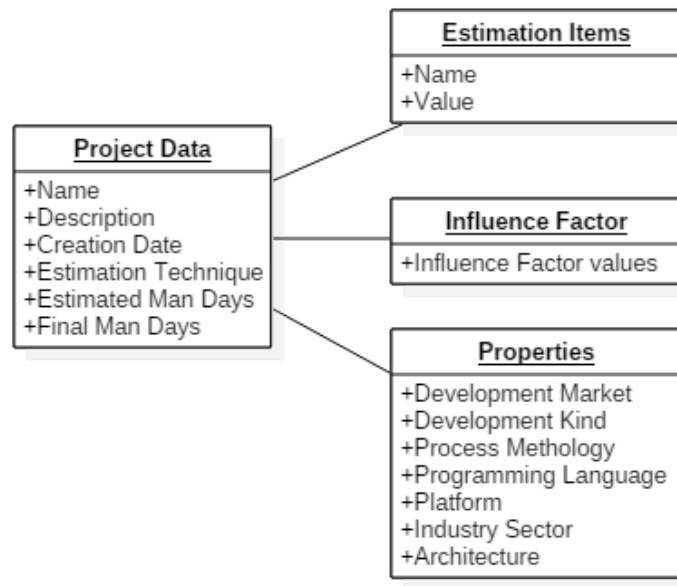 Project Data
+Name
+Description
+Creation Date
+Estimation Technique
+Estimated Man Days
+Final Man Days
Estimation Items
+Name
+Value
Influence Factor
+Influence Factor values
Properties
+Development Market
+Development Kind
+Process Methology
+Programming Language
+Platform
+Industry Sector
+Architecture